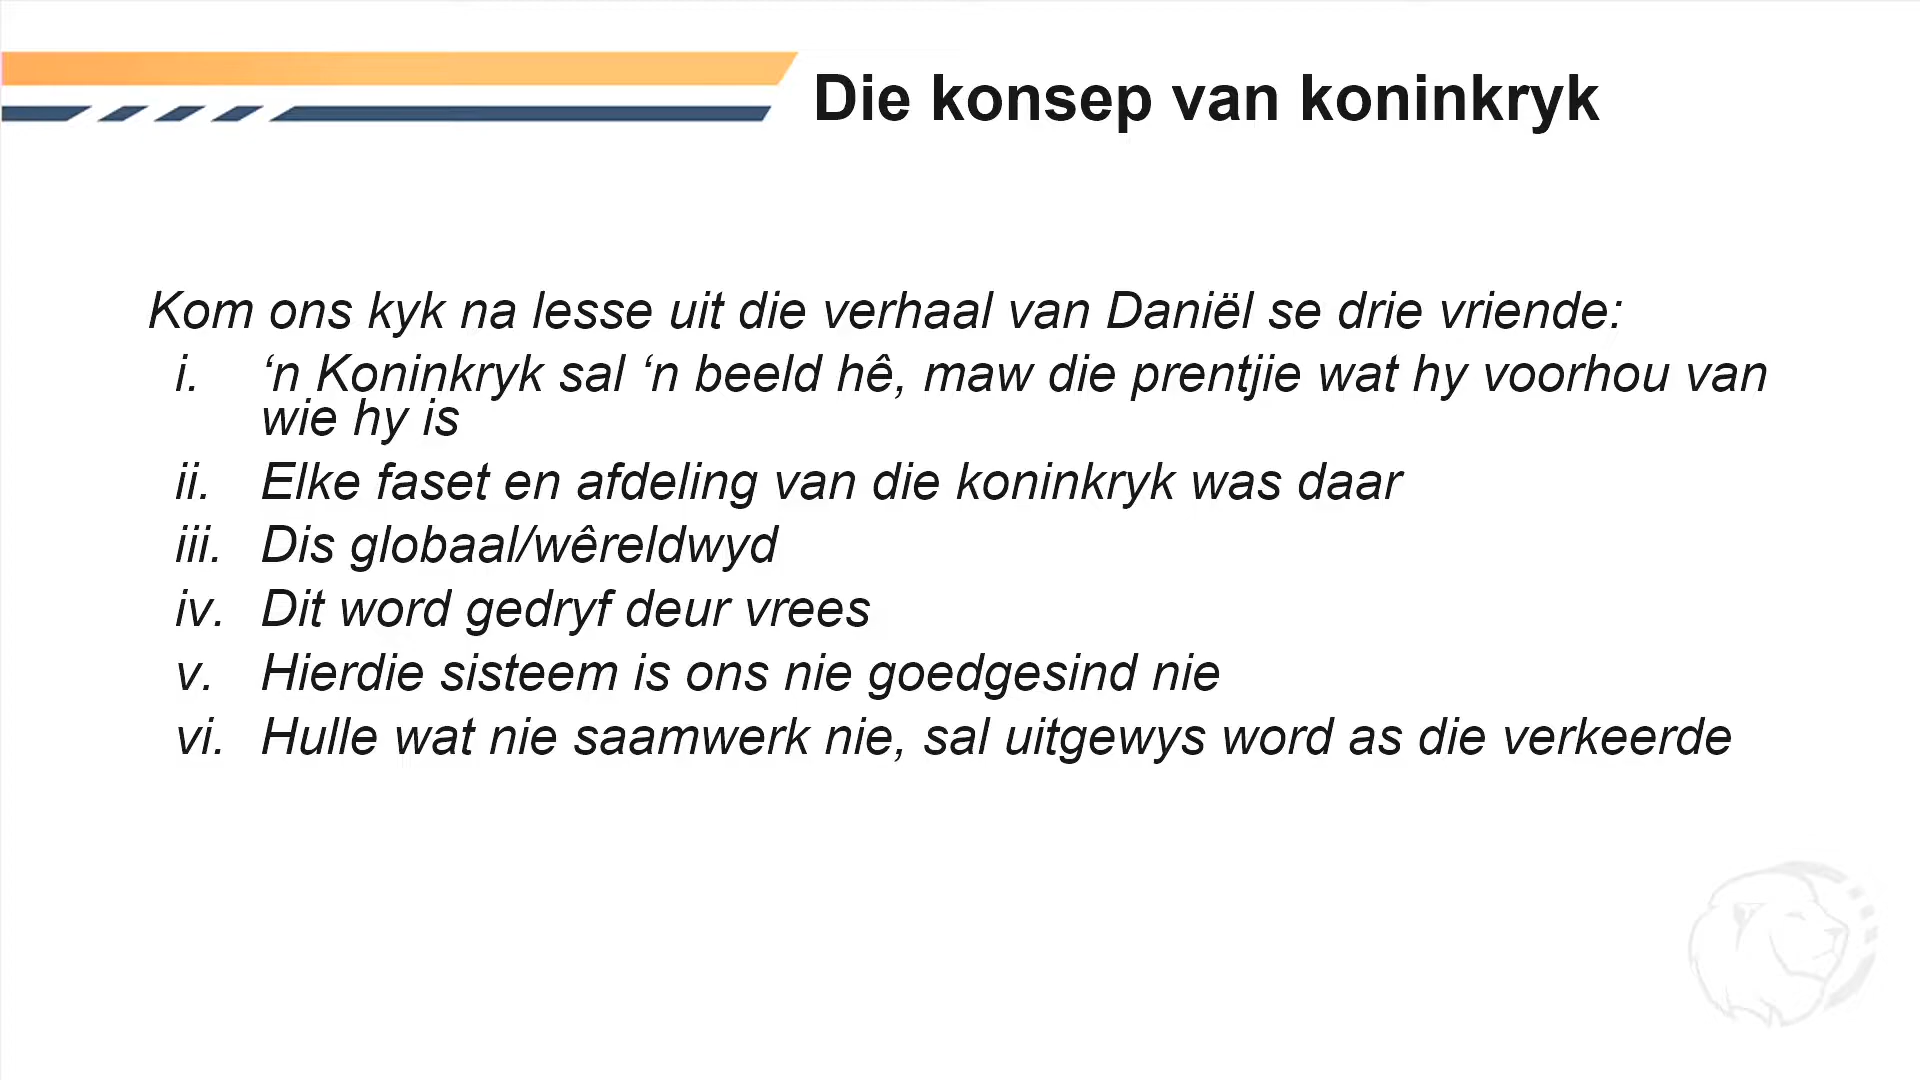 Die konsep van koninkryk
Kom ons kyk na lesse uit die verhaal van Daniël se drie vriende:
i. ‘n Koninkryk sal ‘n beeld hê, maw die prentjie wat hy voorhou van
wie hy is
ii. Elke faset en afdeling van die koninkryk was daar
iii. Dis globaal/wêreldwyd
iv. Dit word gedryf deur vrees
v. Hierdie sisteem is ons nie goedgesind nie
vi. Hulle wat nie saamwerk nie, sal uitgewys word as die verkeerde